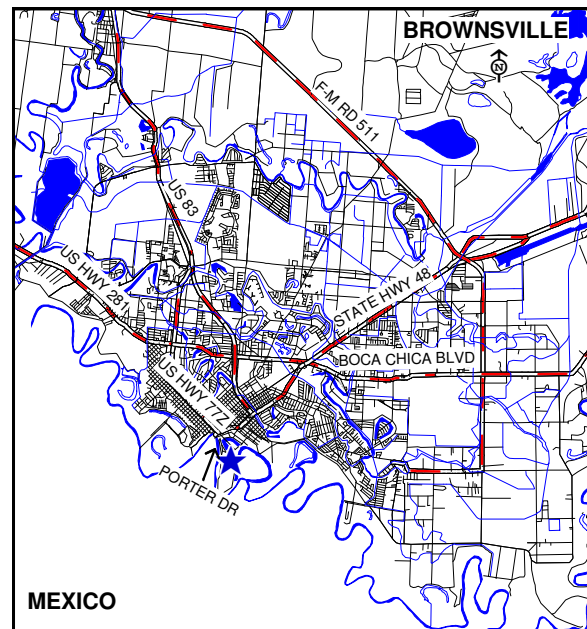 BROWNSVILLE
N
F-M RD 511
US 83
US HWY 281
STATE HWY 48
BOCA CHICA BLVD
US HWY 77Z
PORTER DR
MEXICO